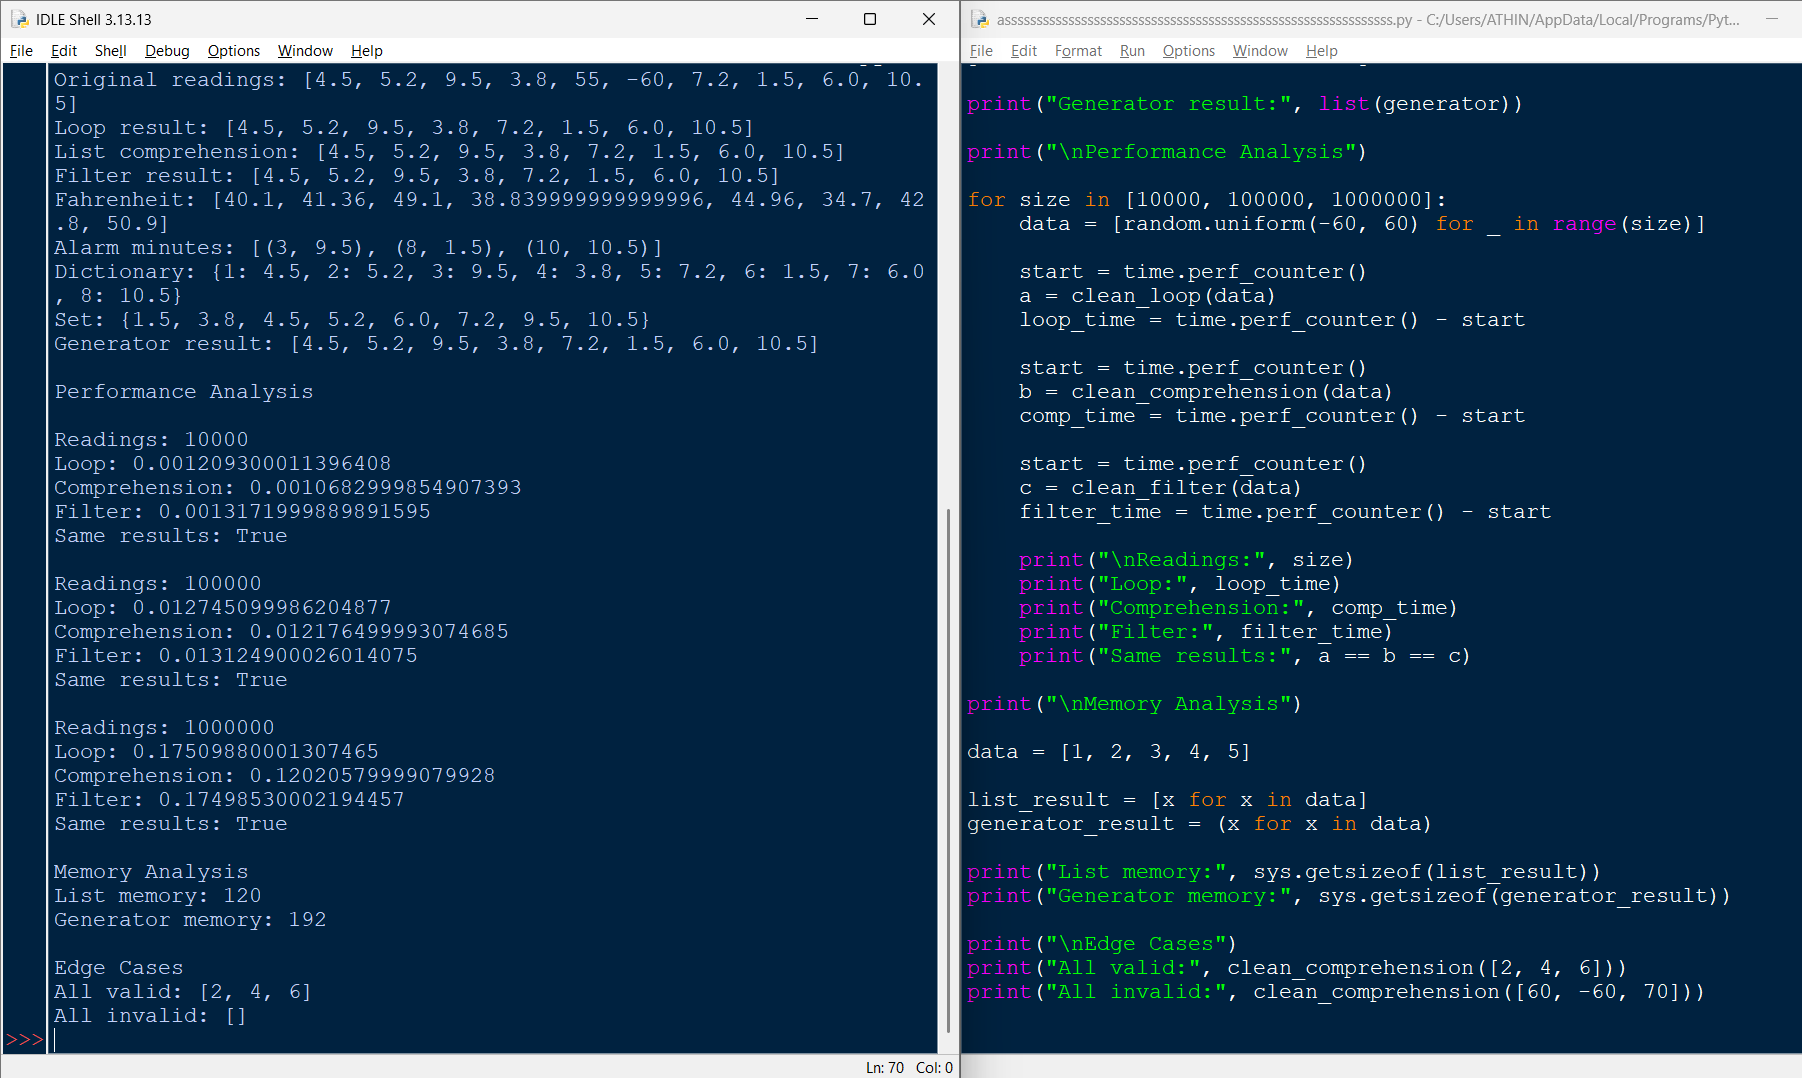 IDLE Shell 3.13.13
File Edit Shell Debug Options Window Help
Original readings: [4.5, 5.2, 9.5, 3.8, 55, -60, 7.2, 1.5, 6.0, 10.
5]
Loop result: [4.5, 5.2, 9.5, 3.8, 7.2, 1.5, 6.0, 10.5]
List comprehension: [4.5, 5.2, 9.5, 3.8, 7.2, 1.5, 6.0, 10.5]
Filter result: [4.5, 5.2, 9.5, 3.8, 7.2, 1.5, 6.0, 10.5]
Fahrenheit: [40.1, 41.36, 49.1, 38.839999999999996, 44.96, 34.7, 42
.8, 50.9]
Alarm minutes: [(3, 9.5), (8, 1.5), (10, 10.5)]
Dictionary: {1: 4.5, 2: 5.2, 3: 9.5, 4: 3.8, 5: 7.2, 6: 1.5, 7: 6.0
, 8: 10.5}
Set: {1.5, 3.8, 4.5, 5.2, 6.0, 7.2, 9.5, 10.5}
Generator result: [4.5, 5.2, 9.5, 3.8, 7.2, 1.5, 6.0, 10.5]
Performance Analysis
Readings: 10000
Loop: 0.001209300011396408
Comprehension: 0.0010682999854907393
Filter: 0.0013171999889891595
Same results: True
Readings: 100000
Loop: 0.012745099986204877
Comprehension: 0.012176499993074685
Filter: 0.013124900026014075
Same results: True
Readings: 1000000
Loop: 0.17509880001307465
Comprehension: 0.12020579999079928
Filter: 0.17498530002194457
Same results: True
Memory Analysis
List memory: 120
Generator memory: 192
Edge Cases
All valid: [2, 4, 6]
All invalid: []
>>>
Ln: 70 Col: 0
File Edit Format Run Options Window Help
print("Generator result:", list(generator))
print("\nPerformance Analysis")
for size in [10000, 100000, 1000000]:
    data = [random.uniform(-60, 60) for _ in range(size)]
    start = time.perf_counter()
    a = clean_loop(data)
    loop_time = time.perf_counter() - start
    start = time.perf_counter()
    b = clean_comprehension(data)
    comp_time = time.perf_counter() - start
    start = time.perf_counter()
    c = clean_filter(data)
    filter_time = time.perf_counter() - start
    print("\nReadings:", size)
    print("Loop:", loop_time)
    print("Comprehension:", comp_time)
    print("Filter:", filter_time)
    print("Same results:", a == b == c)
print("\nMemory Analysis")
data = [1, 2, 3, 4, 5]
list_result = [x for x in data]
generator_result = (x for x in data)
print("List memory:", sys.getsizeof(list_result))
print("Generator memory:", sys.getsizeof(generator_result))
print("\nEdge Cases")
print("All valid:", clean_comprehension([2, 4, 6]))
print("All invalid:", clean_comprehension([60, -60, 70]))